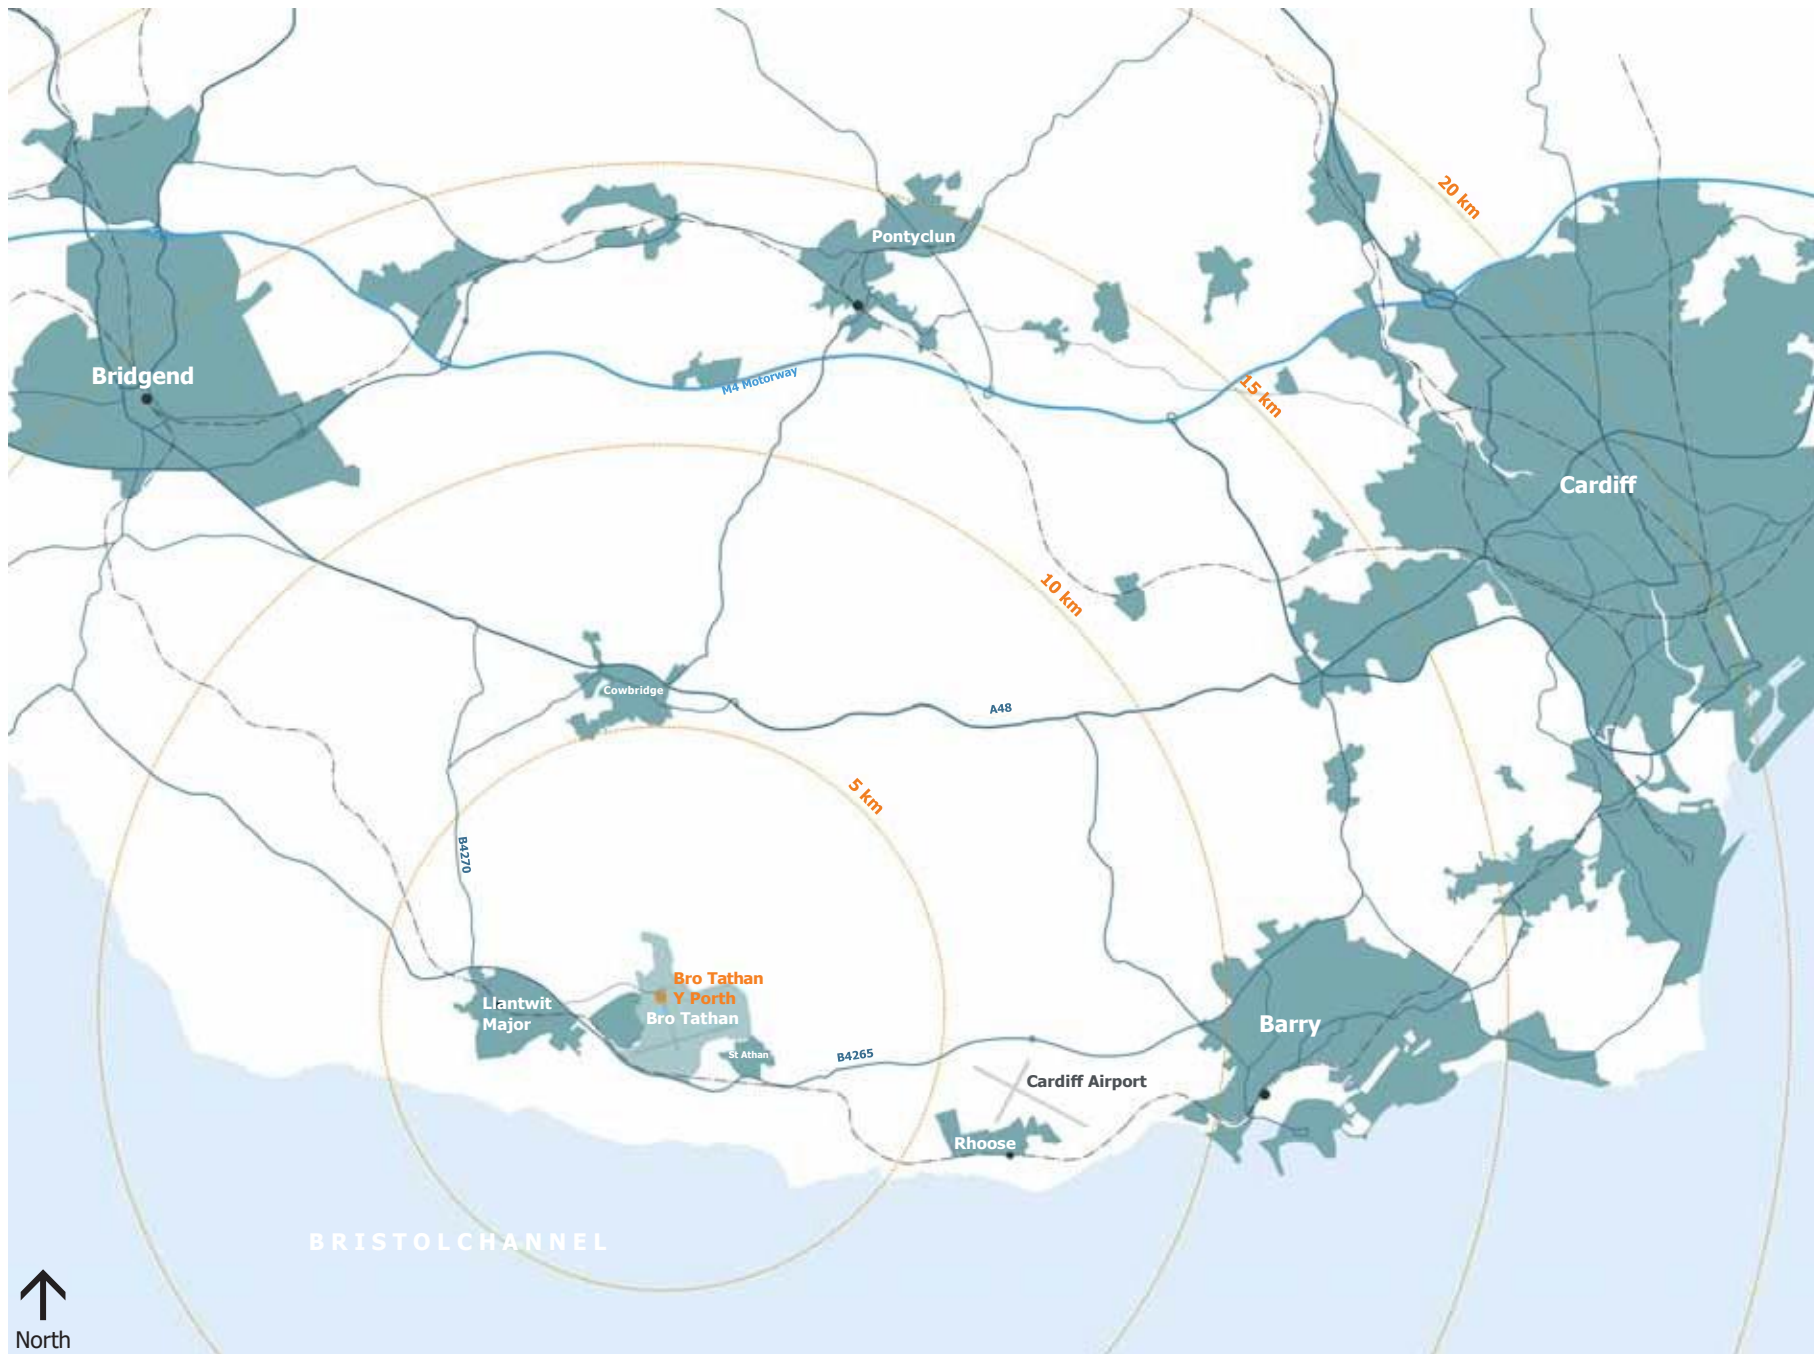 20 km
Pontyclun
Bridgend
M4 Motorway
15 km
Cardiff
10 km
Cowbridge
A48
5 km
B4270
Bro Tathan
Y Porth
Llantwit
Major
Bro Tathan
Barry
St Athan
B4265
Cardiff Airport
Rhoose
BRISTOLCHANNEL
North